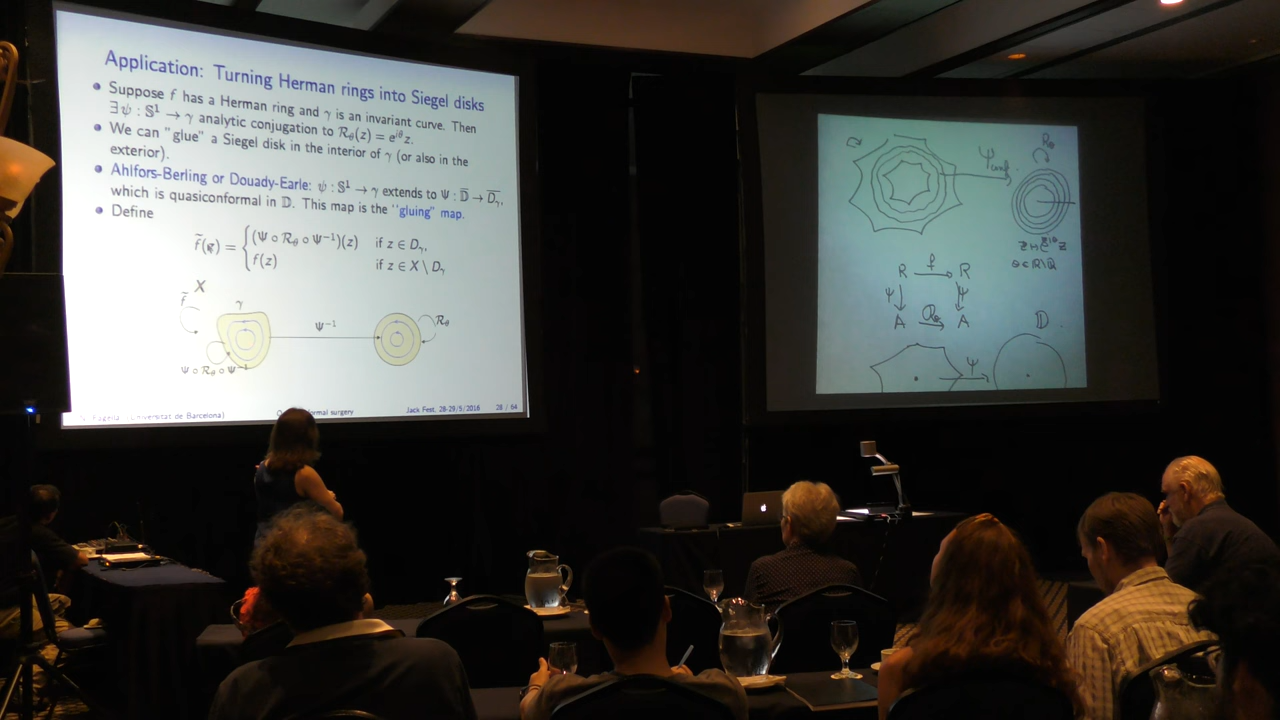 Application: Turning Herman rings into Siegel disks
• Suppose f has a Herman ring and γ is an invariant curve. Then
∃ψ : 𝕊¹ → γ analytic conjugation to ℛ_θ(z) = e^{iθ}z.
• We can "glue" a Siegel disk in the interior of γ (or also in the
exterior).
• Ahlfors-Berling or Douady-Earle: ψ : 𝕊¹ → γ extends to Ψ : 𝔻̄ → D̄_γ,
which is quasiconformal in 𝔻. This map is the "gluing" map.
• Define
f̃(z) = { (Ψ ∘ ℛ_θ ∘ Ψ⁻¹)(z) if z ∈ D_γ,
f(z) if z ∈ X \ D_γ
X
f̃
γ
Ψ⁻¹
ℛ_θ
Ψ ∘ ℛ_θ ∘ Ψ⁻¹
(Universitat de Barcelona) surgery Jack Fest, 28-29/5/2016 28 / 64
Ψ conf.
R_θ
z ↦ z
θ ∈ ℝ\ℚ
R f R
Ψ Ψ
A R_θ A
𝔻
Ψ